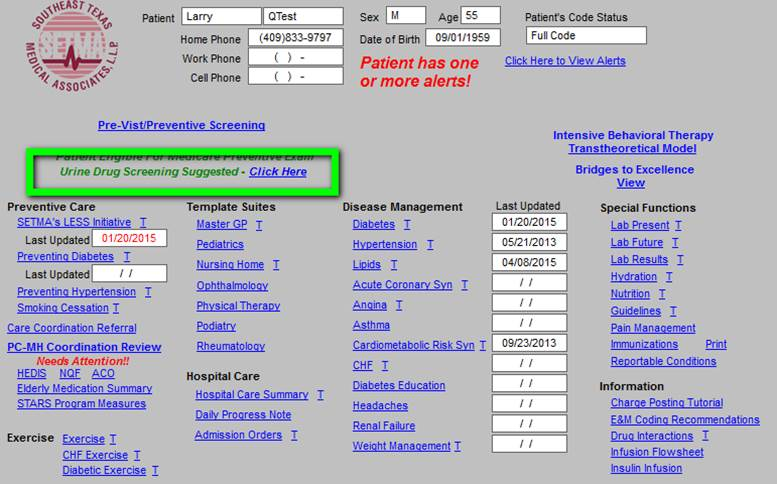 SOUTHEAST TEXAS
SETMA
MEDICAL ASSOCIATES, L.L.P.
Patient Larry QTest Sex M Age 55 Patient's Code Status
Home Phone (409)833-9797 Date of Birth 09/01/1959 Full Code
Work Phone ( ) -
Cell Phone ( ) -
Patient has one
or more alerts!
Click Here to View Alerts
Pre-Vist/Preventive Screening
Patient Eligible For Medicare Preventive Exam
Urine Drug Screening Suggested - Click Here
Intensive Behavioral Therapy
Transtheoretical Model
Bridges to Excellence
View
Preventive Care
SETMA's LESS Initiative T
Last Updated 01/20/2015
Preventing Diabetes T
Last Updated / /
Preventing Hypertension T
Smoking Cessation T
Care Coordination Referral
PC-MH Coordination Review
Needs Attention!!
HEDIS NQF ACO
Elderly Medication Summary
STARS Program Measures
Exercise Exercise T
CHF Exercise T
Diabetic Exercise T
Template Suites
Master GP T
Pediatrics
Nursing Home T
Ophthalmology
Physical Therapy
Podiatry
Rheumatology
Hospital Care
Hospital Care Summary T
Daily Progress Note
Admission Orders T
Disease Management Last Updated
Diabetes T 01/20/2015
Hypertension T 05/21/2013
Lipids T 04/08/2015
Acute Coronary Syn T / /
Angina T / /
Asthma / /
Cardiometabolic Risk Syn T 09/23/2013
CHF T / /
Diabetes Education / /
Headaches / /
Renal Failure / /
Weight Management T / /
Special Functions
Lab Present T
Lab Future T
Lab Results T
Hydration T
Nutrition T
Guidelines T
Pain Management
Immunizations Print
Reportable Conditions
Information
Charge Posting Tutorial
E&M Coding Recommendations
Drug Interactions T
Infusion Flowsheet
Insulin Infusion